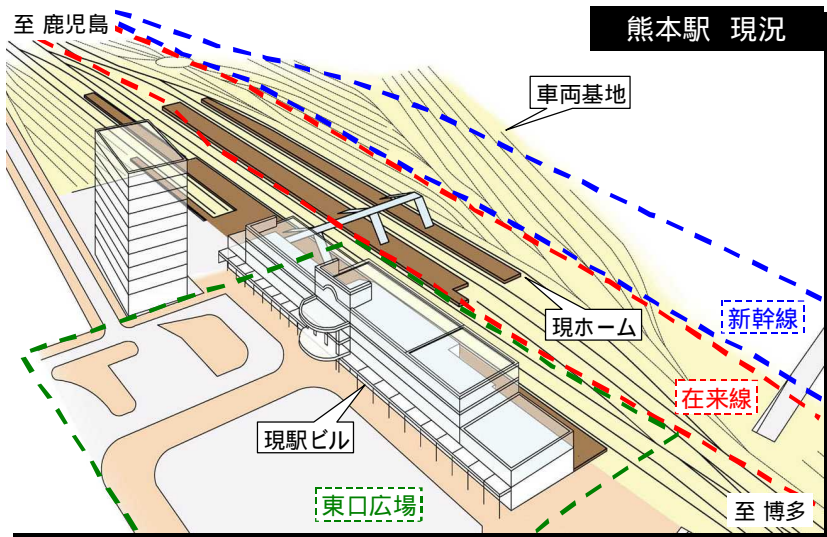 至 鹿児島
熊本駅 現況
車両基地
新幹線
現ホーム
在来線
現駅ビル
東口広場
至 博多